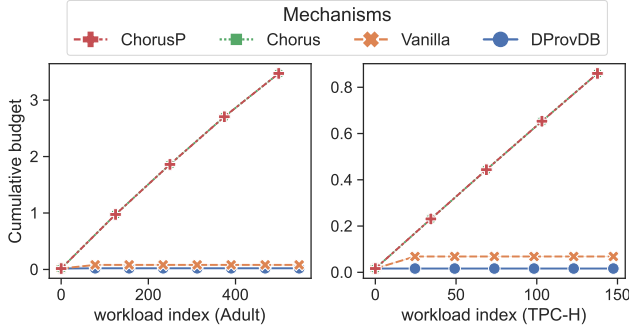 Mechanisms
ChorusP Chorus Vanilla DProvDB
Cumulative budget
3
2
1
0
0 200 400
workload index (Adult)
0.8
0.6
0.4
0.2
0.0
0 50 100 150
workload index (TPC-H)